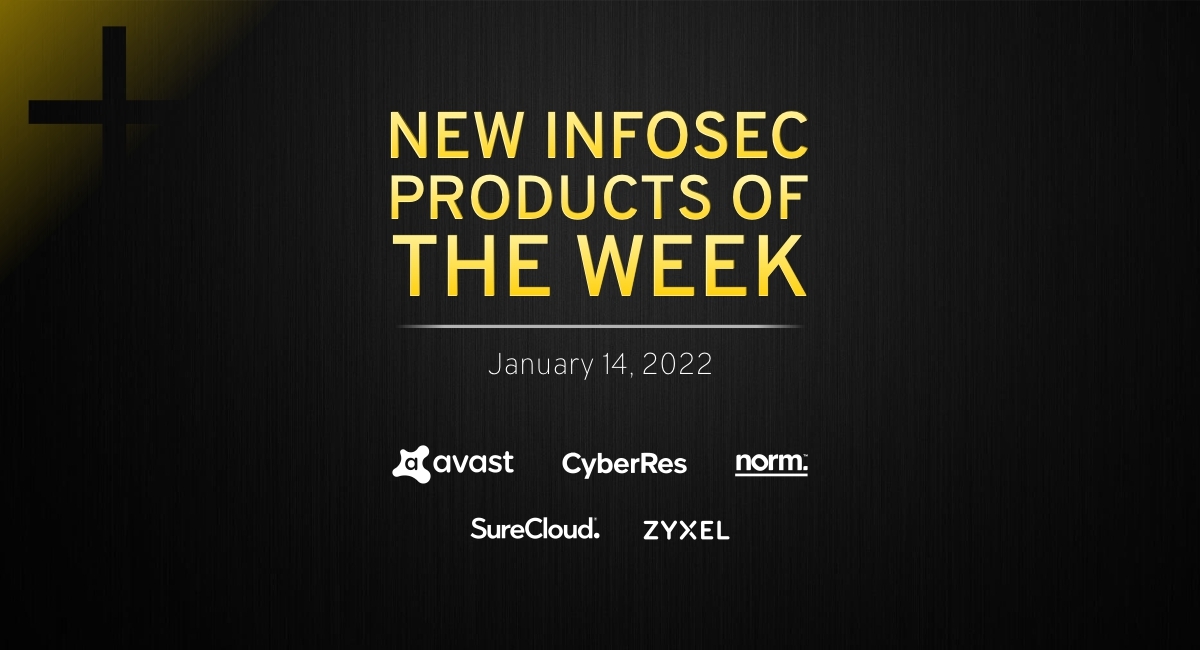 NEW INFOSEC
PRODUCTS OF
THE WEEK
January 14, 2022
avast CyberRes norm.
SureCloud. ZYXEL